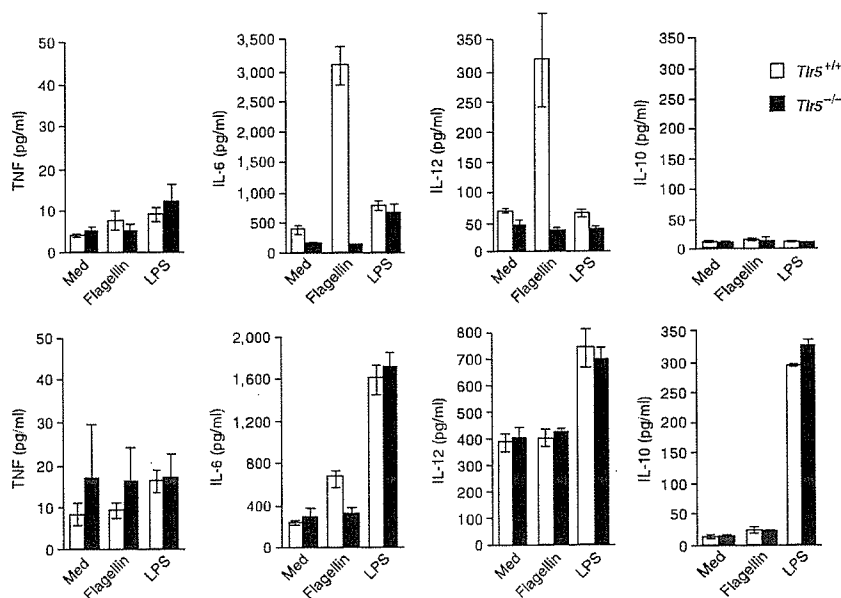 TNF (pg/ml)
50
40
30
20
10
0
Med
Flagellin
LPS
IL-6 (pg/ml)
3,500
3,000
2,500
2,000
1,500
1,000
500
0
Med
Flagellin
LPS
IL-12 (pg/ml)
350
300
250
200
150
100
50
0
Med
Flagellin
LPS
IL-10 (pg/ml)
350
300
250
200
150
100
50
0
Med
Flagellin
LPS
Tlr5+/+
Tlr5−/−
TNF (pg/ml)
50
40
30
20
10
0
Med
Flagellin
LPS
IL-6 (pg/ml)
2,000
1,600
1,200
800
400
0
Med
Flagellin
LPS
IL-12 (pg/ml)
800
700
600
500
400
300
200
100
0
Med
Flagellin
LPS
IL-10 (pg/ml)
350
300
250
200
150
100
50
0
Med
Flagellin
LPS